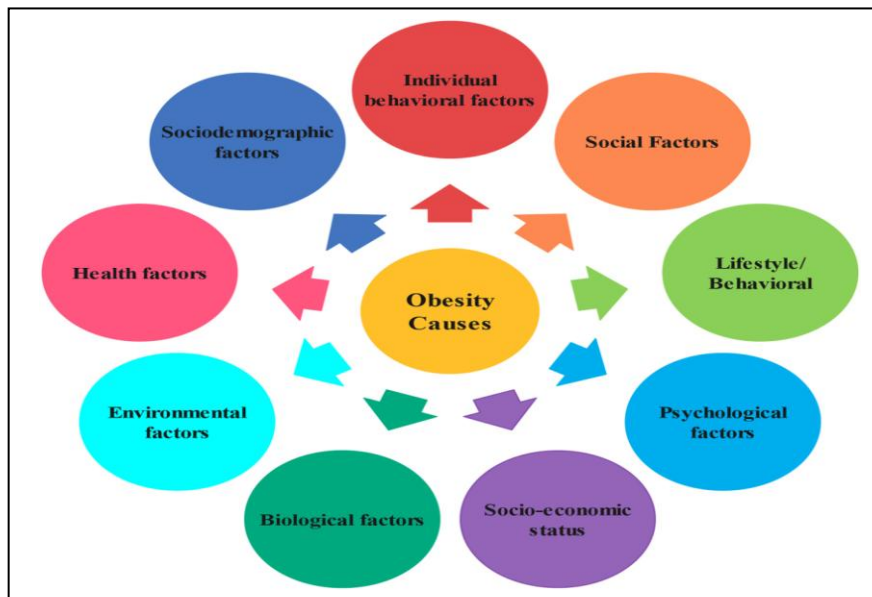 Individual
behavioral factors
Social Factors
Lifestyle/
Behavioral
Psychological
factors
Socio-economic
status
Biological factors
Environmental
factors
Health factors
Sociodemographic
factors
Obesity
Causes